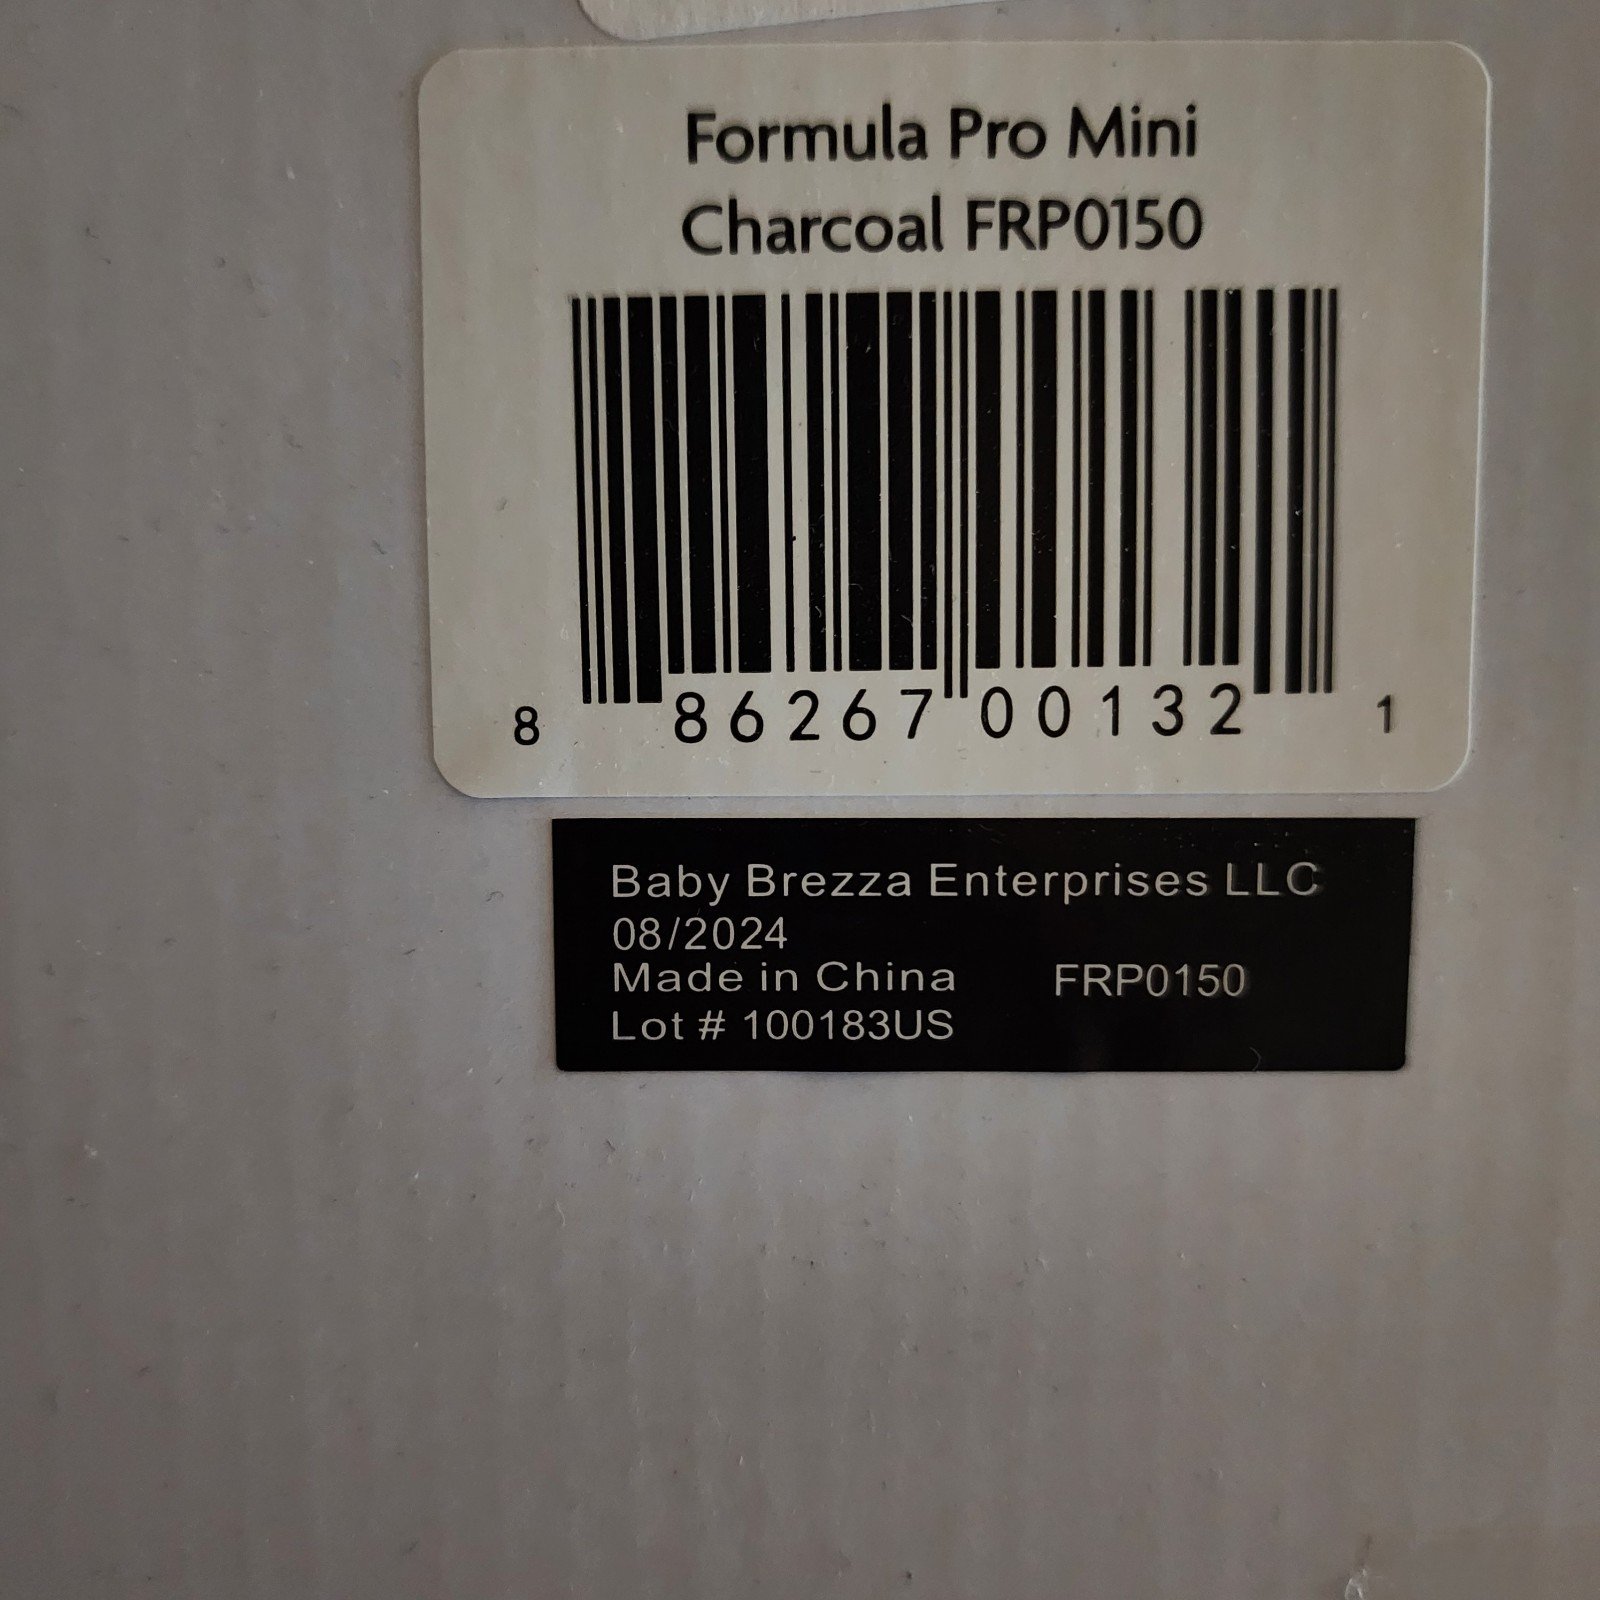 Formula Pro Mini
Charcoal FRP0150
8 86267 00132 1
Baby Brezza Enterprises LLC
08/2024
Made in China FRP0150
Lot # 100183US